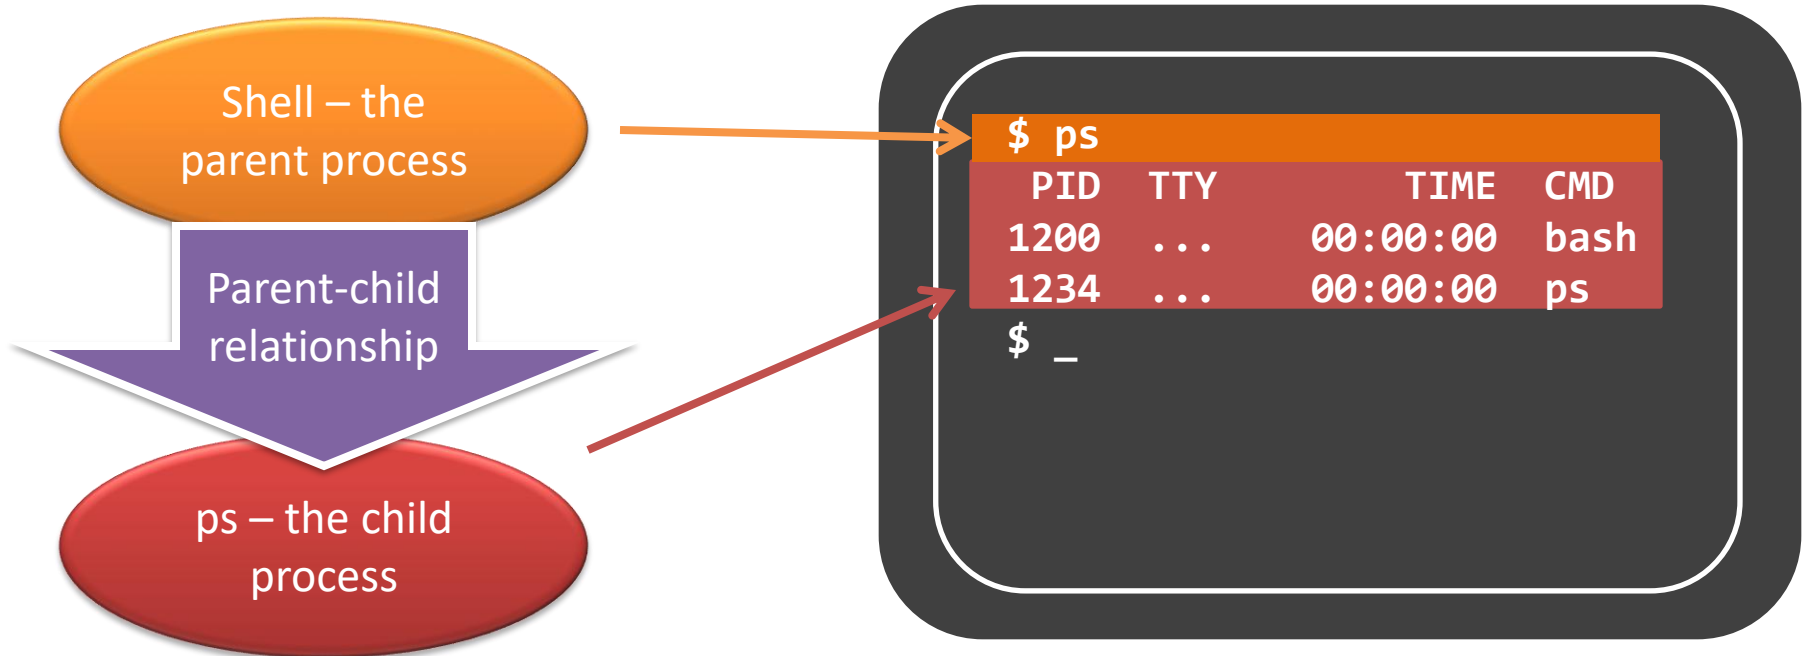 Shell – the
parent process
Parent-child
relationship
ps – the child
process
$ ps
PID TTY TIME CMD
1200 ... 00:00:00 bash
1234 ... 00:00:00 ps
$ _